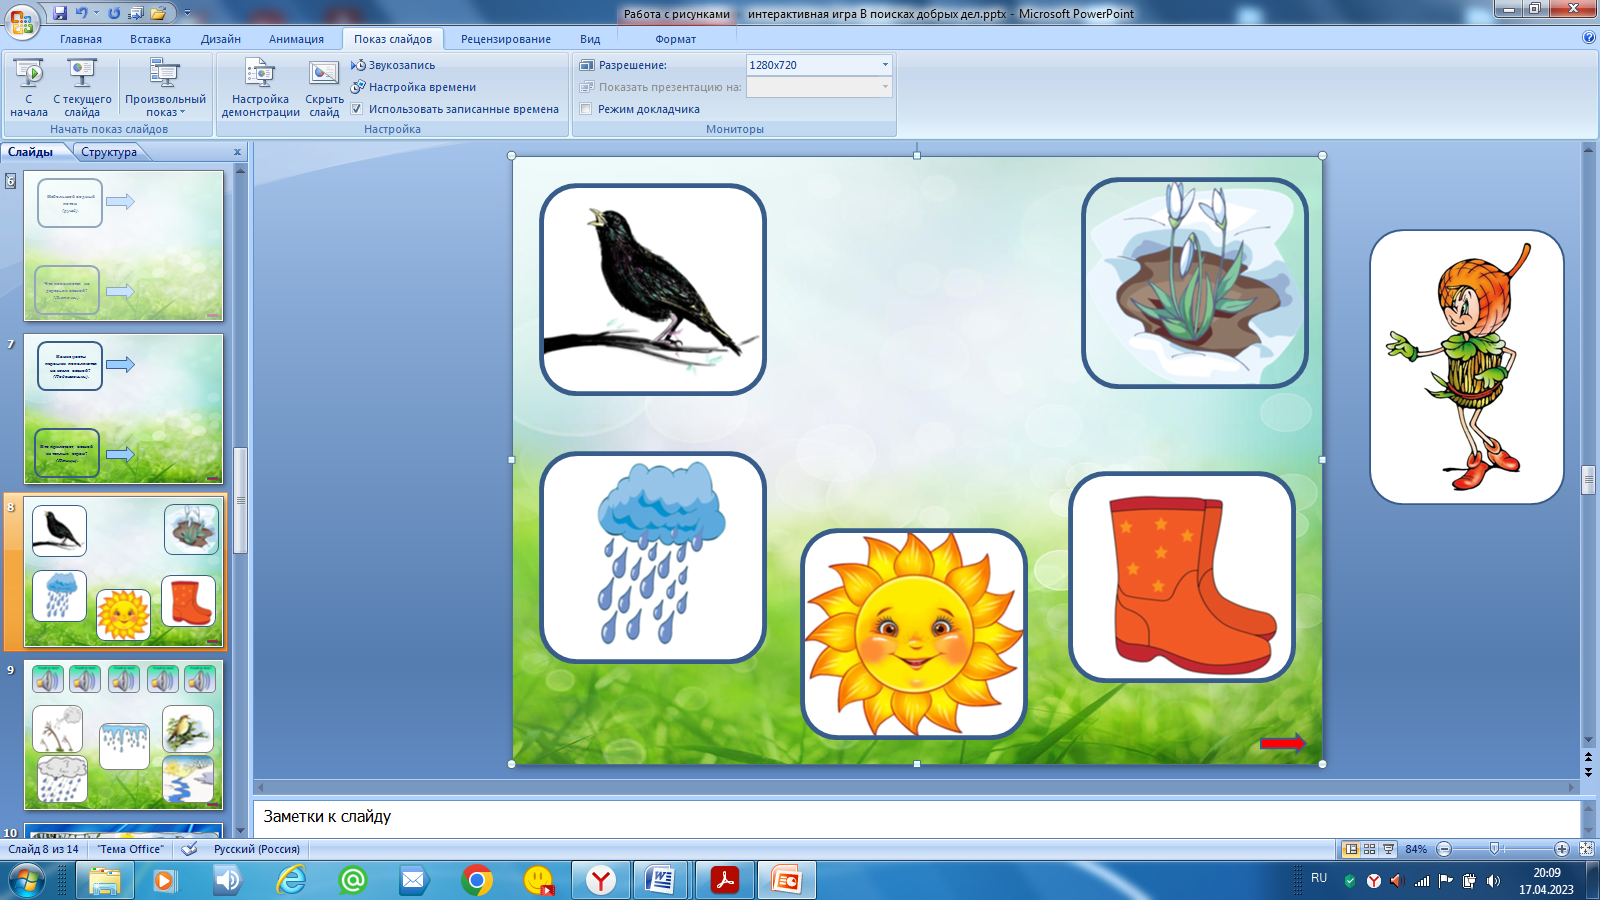 Работа с рисунками интерактивная игра В поисках добрых дел.pptx - Microsoft PowerPoint
Главная Вставка Дизайн Анимация Показ слайдов Рецензирование Вид Формат
С начала
С текущего слайда
Произвольный показ
Начать показ слайдов
Настройка демонстрации
Скрыть слайд
Звукозапись
Настройка времени
Использовать записанные времена
Настройка
Разрешение: 1280x720
Показать презентацию на:
Режим докладчика
Мониторы
Слайды Структура
6
7
8
9
10
Заметки к слайду
Слайд 8 из 14 "Тема Office" Русский (Россия) 84%
RU
20:09
17.04.2023